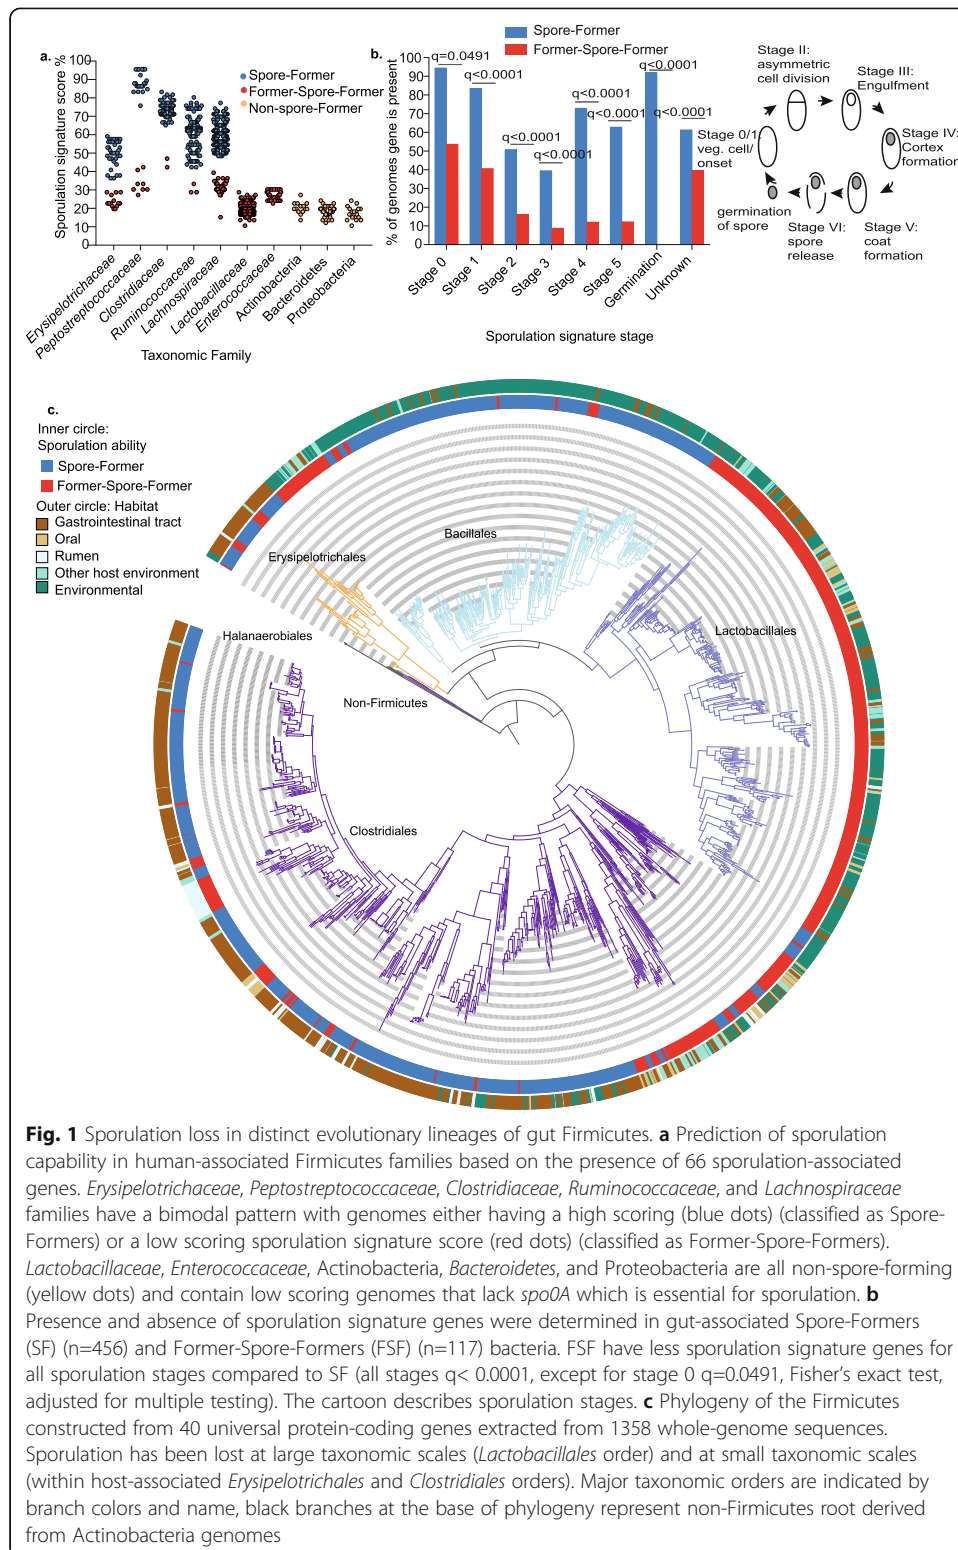 a.
Sporulation signature score %
100
90
80
70
60
50
40
30
20
10
0
Spore-Former
Former-Spore-Former
Non-spore-Former
Erysipelotrichaceae
Peptostreptococcaceae
Clostridiaceae
Ruminococcaceae
Lachnospiraceae
Lactobacillaceae
Enterococcaceae
Actinobacteria
Bacteroidetes
Proteobacteria
Taxonomic Family
b.
Spore-Former
Former-Spore-Former
% of genomes gene is present
100
90
80
70
60
50
40
30
20
10
0
q=0.0491
q<0.0001
q<0.0001
q<0.0001
q<0.0001
q<0.0001
q<0.0001
q<0.0001
Stage 0
Stage 1
Stage 2
Stage 3
Stage 4
Stage 5
Germination
Unknown
Sporulation signature stage
Stage II:
asymmetric
cell division
Stage III:
Engulfment
Stage IV:
Cortex
formation
Stage 0/1:
veg. cell/
onset
germination
of spore
Stage VI:
spore
release
Stage V:
coat
formation
c.
Inner circle:
Sporulation ability
Spore-Former
Former-Spore-Former
Outer circle: Habitat
Gastrointestinal tract
Oral
Rumen
Other host environment
Environmental
Bacillales
Erysipelotrichales
Lactobacillales
Halanaerobiales
Non-Firmicutes
Clostridiales
Fig. 1 Sporulation loss in distinct evolutionary lineages of gut Firmicutes. a Prediction of sporulation
capability in human-associated Firmicutes families based on the presence of 66 sporulation-associated
genes. Erysipelotrichaceae, Peptostreptococcaceae, Clostridiaceae, Ruminococcaceae, and Lachnospiraceae
families have a bimodal pattern with genomes either having a high scoring (blue dots) (classified as Spore-
Formers) or a low scoring sporulation signature score (red dots) (classified as Former-Spore-Formers).
Lactobacillaceae, Enterococcaceae, Actinobacteria, Bacteroidetes, and Proteobacteria are all non-spore-forming
(yellow dots) and contain low scoring genomes that lack spo0A which is essential for sporulation. b
Presence and absence of sporulation signature genes were determined in gut-associated Spore-Formers
(SF) (n=456) and Former-Spore-Formers (FSF) (n=117) bacteria. FSF have less sporulation signature genes for
all sporulation stages compared to SF (all stages q< 0.0001, except for stage 0 q=0.0491, Fisher's exact test,
adjusted for multiple testing). The cartoon describes sporulation stages. c Phylogeny of the Firmicutes
constructed from 40 universal protein-coding genes extracted from 1358 whole-genome sequences.
Sporulation has been lost at large taxonomic scales (Lactobacillales order) and at small taxonomic scales
(within host-associated Erysipelotrichales and Clostridiales orders). Major taxonomic orders are indicated by
branch colors and name, black branches at the base of phylogeny represent non-Firmicutes root derived
from Actinobacteria genomes